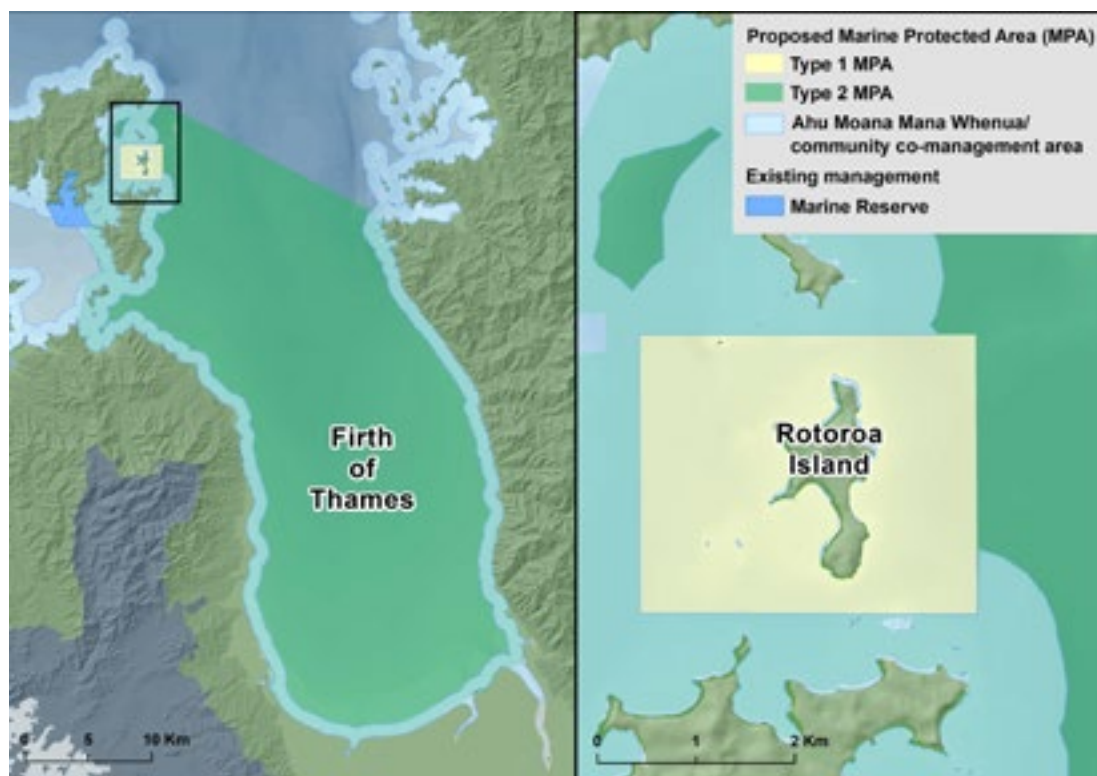 Firth
of
Thames
0 5 10 Km
Proposed Marine Protected Area (MPA)
Type 1 MPA
Type 2 MPA
Ahu Moana Mana Whenua/
community co-management area
Existing management
Marine Reserve
Rotoroa
Island
0 1 2 Km